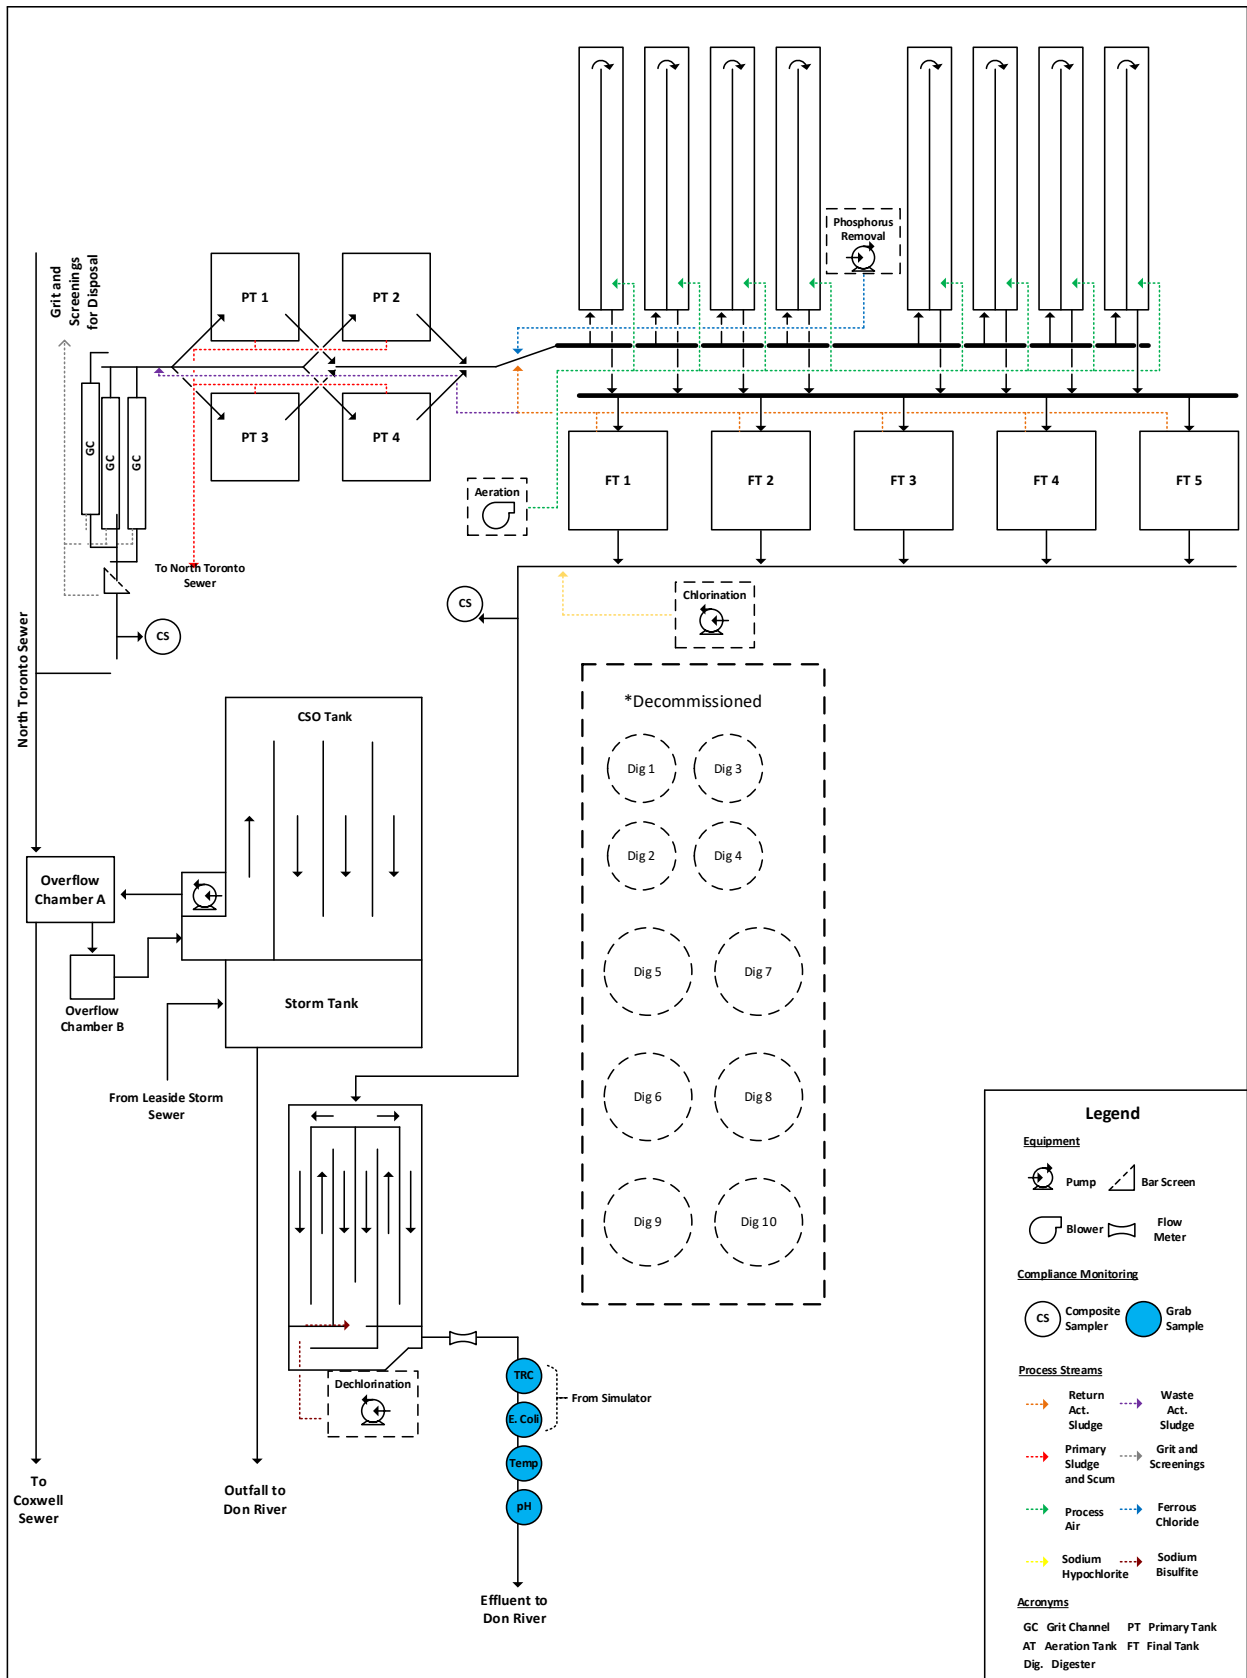 Phosphorus
Removal
Grit and
Screenings
for Disposal
PT 1
PT 2
PT 3
PT 4
GC
GC
GC
Aeration
FT 1
FT 2
FT 3
FT 4
FT 5
To North Toronto
Sewer
CS
CS
Chlorination
North Toronto Sewer
*Decommissioned
CSO Tank
Dig 1
Dig 3
Dig 2
Dig 4
Overflow
Chamber A
Dig 5
Dig 7
Overflow
Chamber B
Storm Tank
From Leaside Storm
Sewer
Dig 6
Dig 8
Dig 9
Dig 10
Dechlorination
TRC
E. Coli
Temp
pH
From Simulator
To
Coxwell
Sewer
Outfall to
Don River
Effluent to
Don River
Legend
Equipment
Pump
Bar Screen
Blower
Flow
Meter
Compliance Monitoring
CS
Composite
Sampler
Grab
Sample
Process Streams
Return
Act.
Sludge
Waste
Act.
Sludge
Primary
Sludge
and Scum
Grit and
Screenings
Process
Air
Ferrous
Chloride
Sodium
Hypochlorite
Sodium
Bisulfite
Acronyms
GC Grit Channel PT Primary Tank
AT Aeration Tank FT Final Tank
Dig. Digester